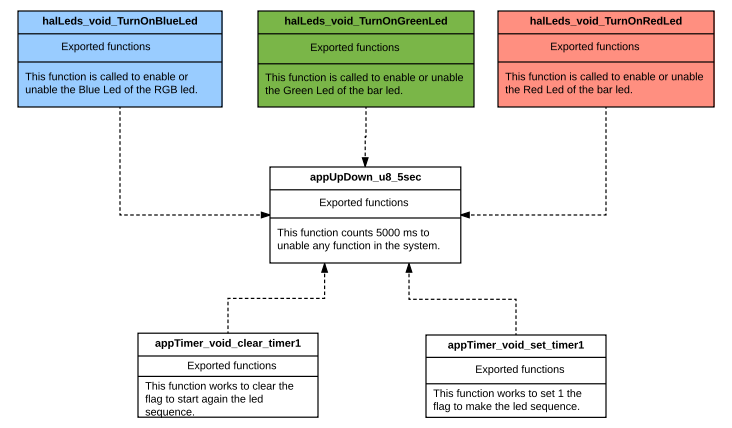 halLeds_void_TurnOnBlueLed
Exported functions
This function is called to enable or
unable the Blue Led of the RGB led.
halLeds_void_TurnOnGreenLed
Exported functions
This function is called to enable or unable
the Green Led of the bar led.
halLeds_void_TurnOnRedLed
Exported functions
This function is called to enable or unable
the Red Led of the bar led.
appUpDown_u8_5sec
Exported functions
This function counts 5000 ms to
unable any function in the system.
appTimer_void_clear_timer1
Exported functions
This function works to clear the
flag to start again the led
sequence.
appTimer_void_set_timer1
Exported functions
This function works to set 1 the
flag to make the led sequence.